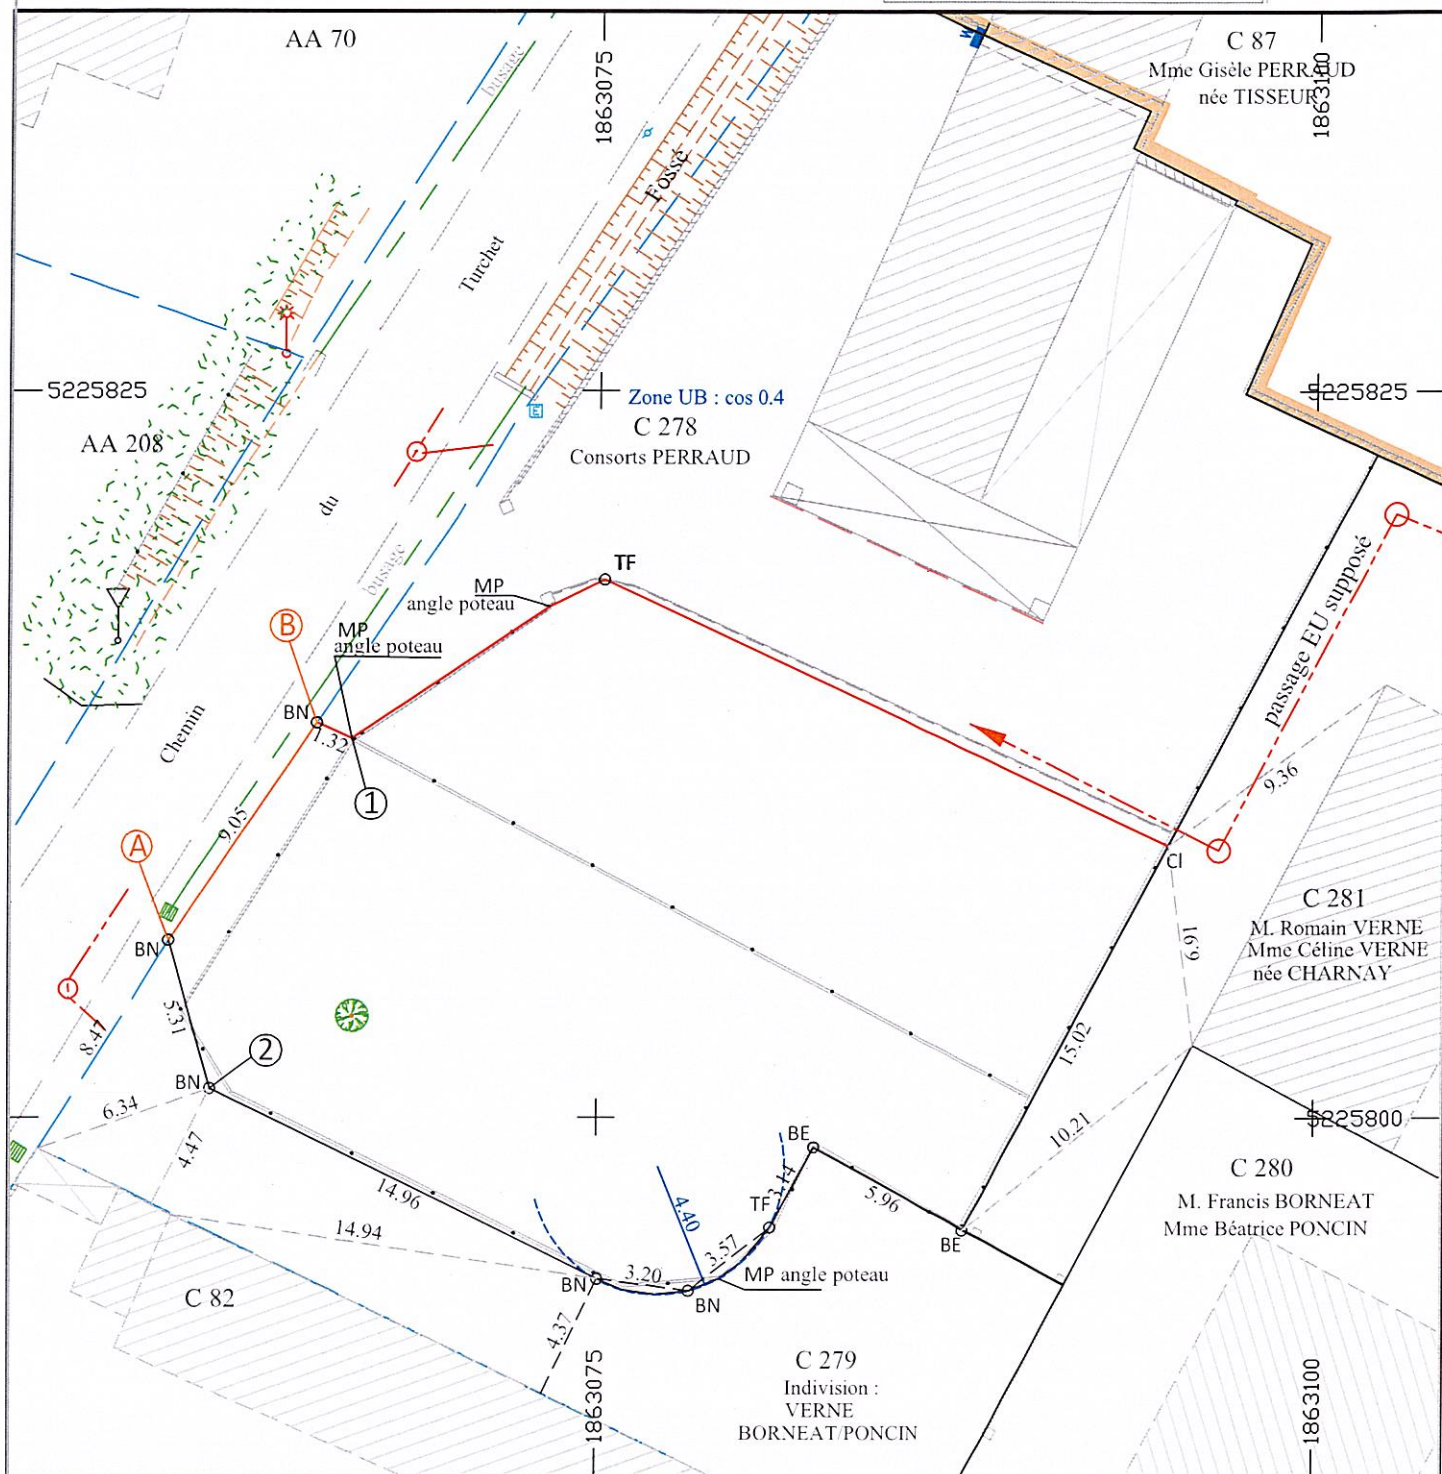 AA 70
busage
1863075
C 87
Mme Gisèle PERRAUD
née TISSEUR
1863100
M
Fossé
Turchet
5225825
Zone UB : cos 0.4
5225825
C 278
Consorts PERRAUD
AA 208
du
busage
TF
MP
angle poteau
passage EU supposé
B
MP
angle poteau
BN
1.32
Chemin
1
9.36
9.05
A
CI
C 281
M. Romain VERNE
Mme Céline VERNE
née CHARNAY
BN
6.91
5.31
8.47
2
15.02
BN
6.34
4.47
10.21
5225800
BE
C 280
M. Francis BORNEAT
Mme Béatrice PONCIN
3.14
5.96
14.96
4.40
TF
14.94
3.57
BE
3.20
BN
MP angle poteau
BN
C 82
4.37
C 279
Indivision :
VERNE
BORNEAT/PONCIN
1863075
1863100